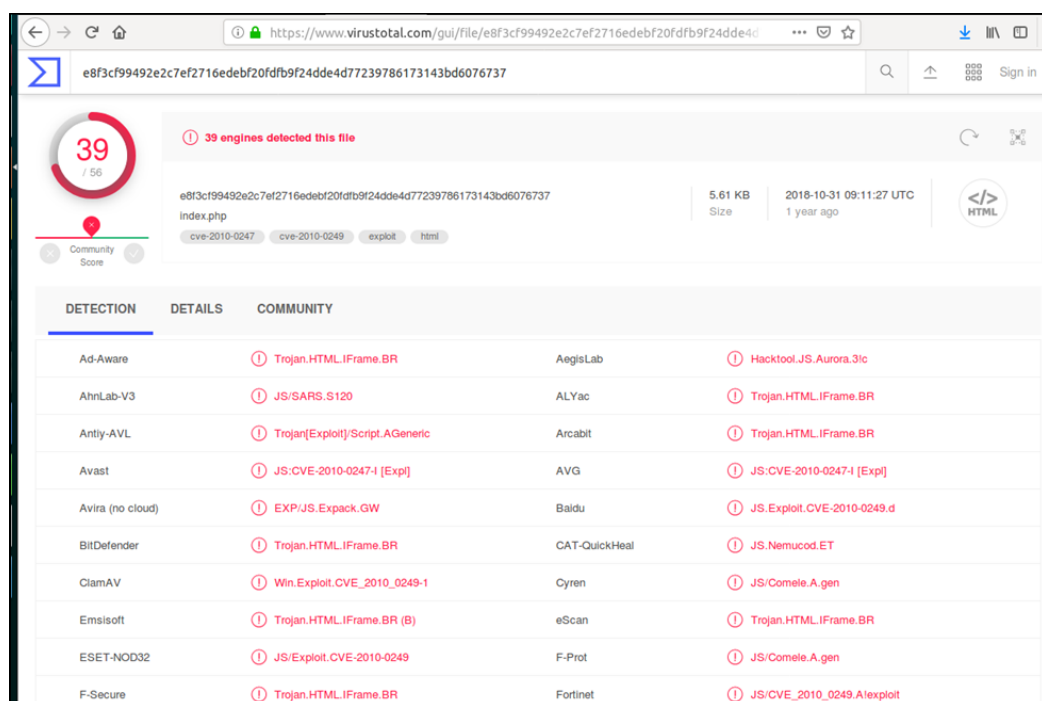 https://www.virustotal.com/gui/file/e8f3cf99492e2c7ef2716edebf20fdfb9f24dde4d
e8f3cf99492e2c7ef2716edebf20fdfb9f24dde4d77239786173143bd6076737
Sign in
39
/ 56
39 engines detected this file
e8f3cf99492e2c7ef2716edebf20fdfb9f24dde4d77239786173143bd6076737
index.php
cve-2010-0247 cve-2010-0249 exploit html
5.61 KB
Size
2018-10-31 09:11:27 UTC
1 year ago
</>
HTML
Community
Score
DETECTION DETAILS COMMUNITY
Ad-Aware Trojan.HTML.IFrame.BR AegisLab Hacktool.JS.Aurora.3!c
AhnLab-V3 JS/SARS.S120 ALYac Trojan.HTML.IFrame.BR
Antiy-AVL Trojan[Exploit]/Script.AGeneric Arcabit Trojan.HTML.IFrame.BR
Avast JS:CVE-2010-0247-I [Expl] AVG JS:CVE-2010-0247-I [Expl]
Avira (no cloud) EXP/JS.Expack.GW Baidu JS.Exploit.CVE-2010-0249.d
BitDefender Trojan.HTML.IFrame.BR CAT-QuickHeal JS.Nemucod.ET
ClamAV Win.Exploit.CVE_2010_0249-1 Cyren JS/Comele.A.gen
Emsisoft Trojan.HTML.IFrame.BR (B) eScan Trojan.HTML.IFrame.BR
ESET-NOD32 JS/Exploit.CVE-2010-0249 F-Prot JS/Comele.A.gen
F-Secure Trojan.HTML.IFrame.BR Fortinet JS/CVE_2010_0249.A!exploit